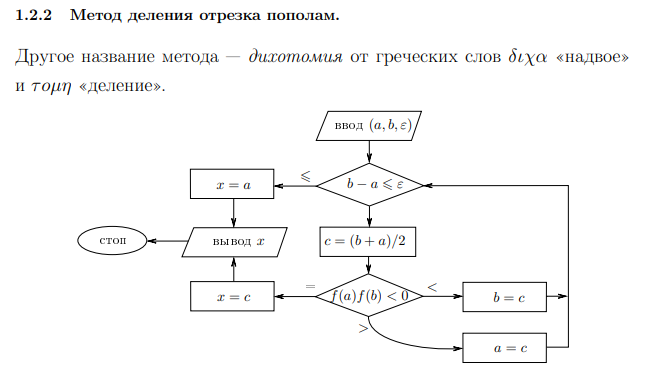 1.2.2 Метод деления отрезка пополам.
Другое название метода — дихотомия от греческих слов διχα «надвое»
и τομη «деление».
ввод (a, b, ε)
⩽
x = a
b − a ⩽ ε
стоп
вывод x
c = (b + a)/2
=
<
x = c
f(a)f(b) < 0
b = c
>
a = c